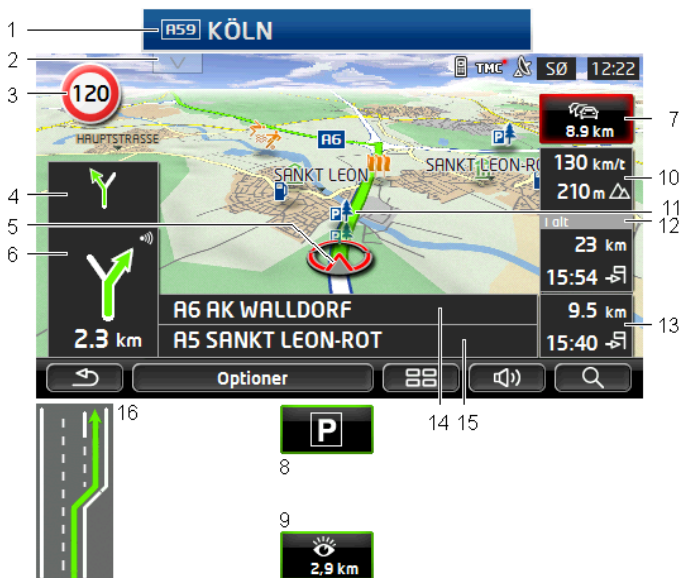 1
A59 KÖLN
2
TMC SØ 12:22
3
120
HAUPTSTRASSE
A6
P
8.9 km
7
SANKT LEON
SANKT LEON-RO
130 km/t
10
210 m
4
P
11
I alt
12
5
P
6
23 km
15:54
A6 AK WALLDORF
9.5 km
13
2.3 km
A5 SANKT LEON-ROT
15:40
Optioner
16
P
14 15
8
9
2,9 km